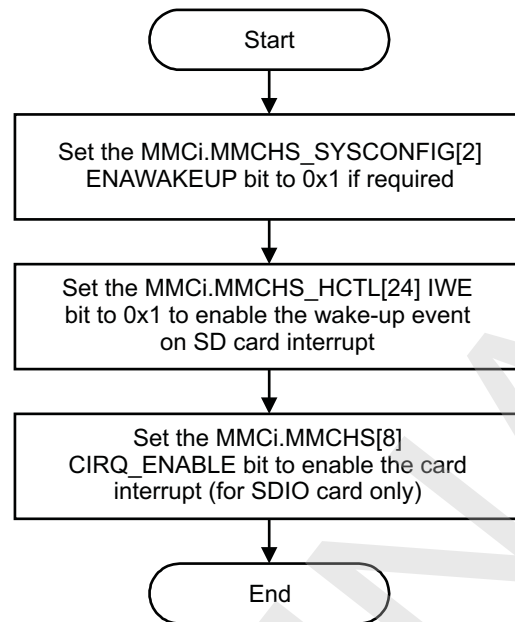 Start
Set the MMCi.MMCHS_SYSCONFIG[2]
ENAWAKEUP bit to 0x1 if required
Set the MMCi.MMCHS_HCTL[24] IWE
bit to 0x1 to enable the wake-up event
on SD card interrupt
Set the MMCi.MMCHS[8]
CIRQ_ENABLE bit to enable the card
interrupt (for SDIO card only)
End